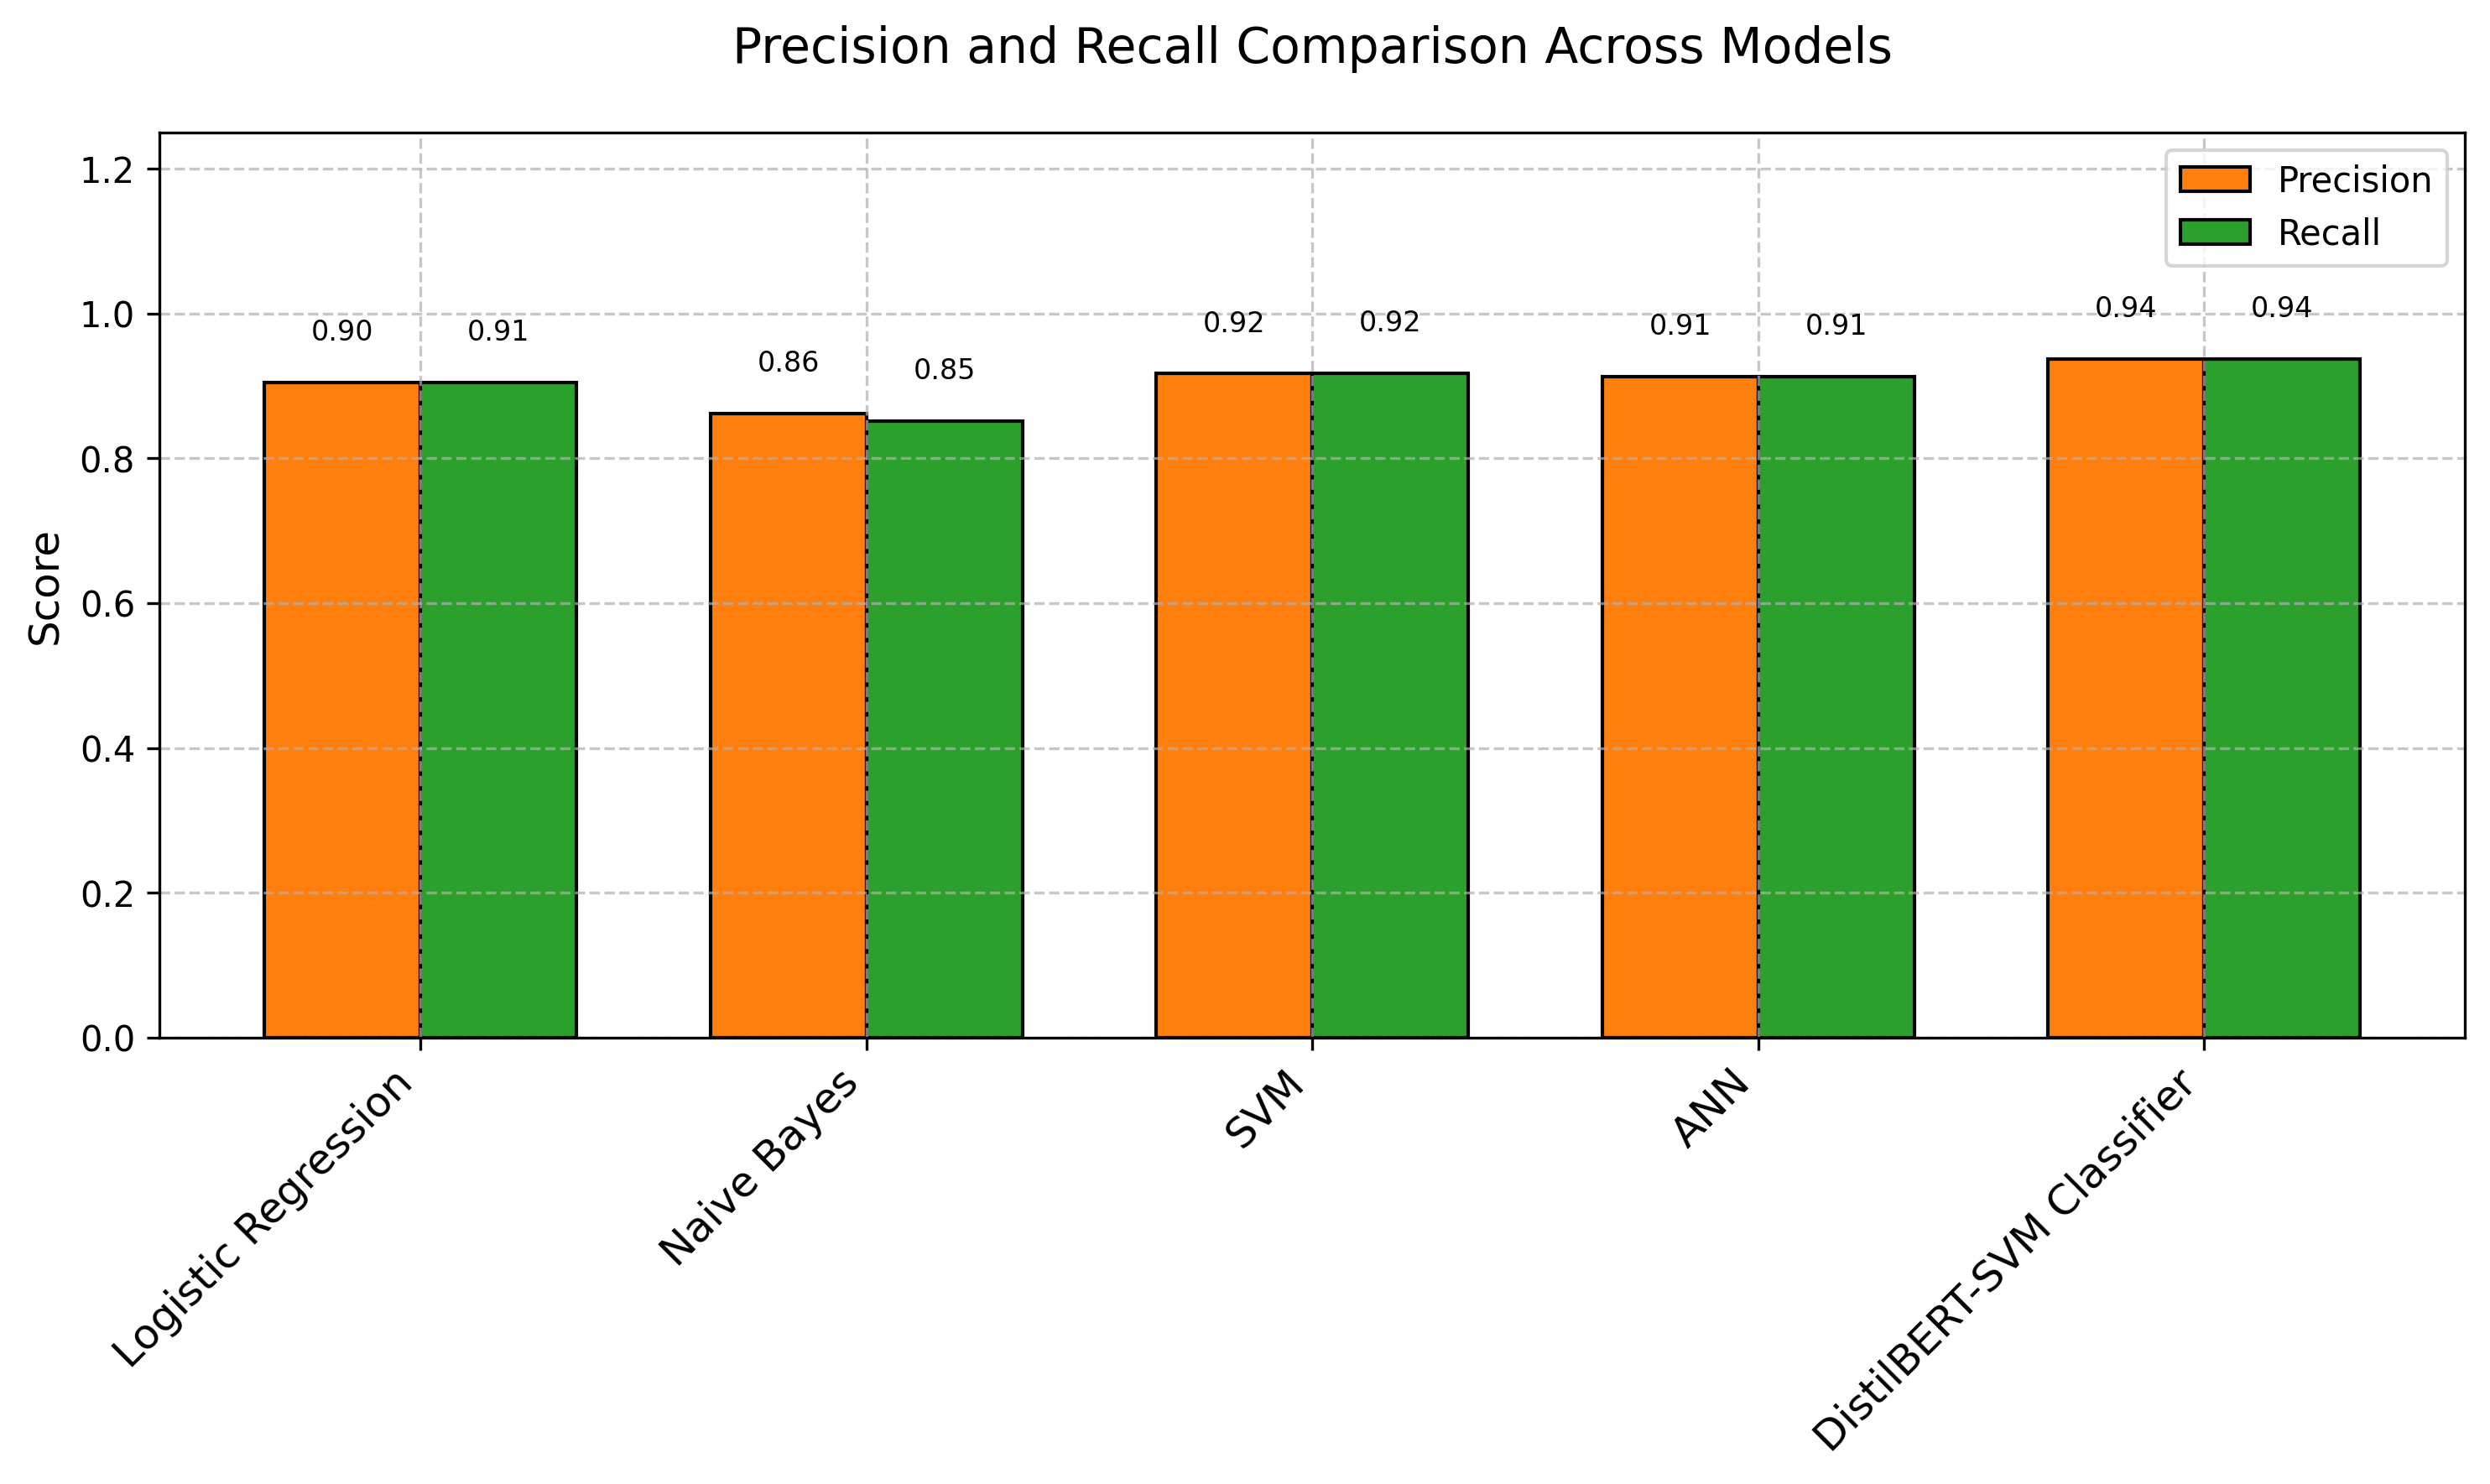 Precision and Recall Comparison Across Models
1.2
1.0
0.8
0.6
0.4
0.2
0.0
Score
Precision
Recall
0.90 0.91
0.86 0.85
0.92 0.92
0.91 0.91
0.94 0.94
Logistic Regression
Naive Bayes
SVM
ANN
DistilBERT-SVM Classifier